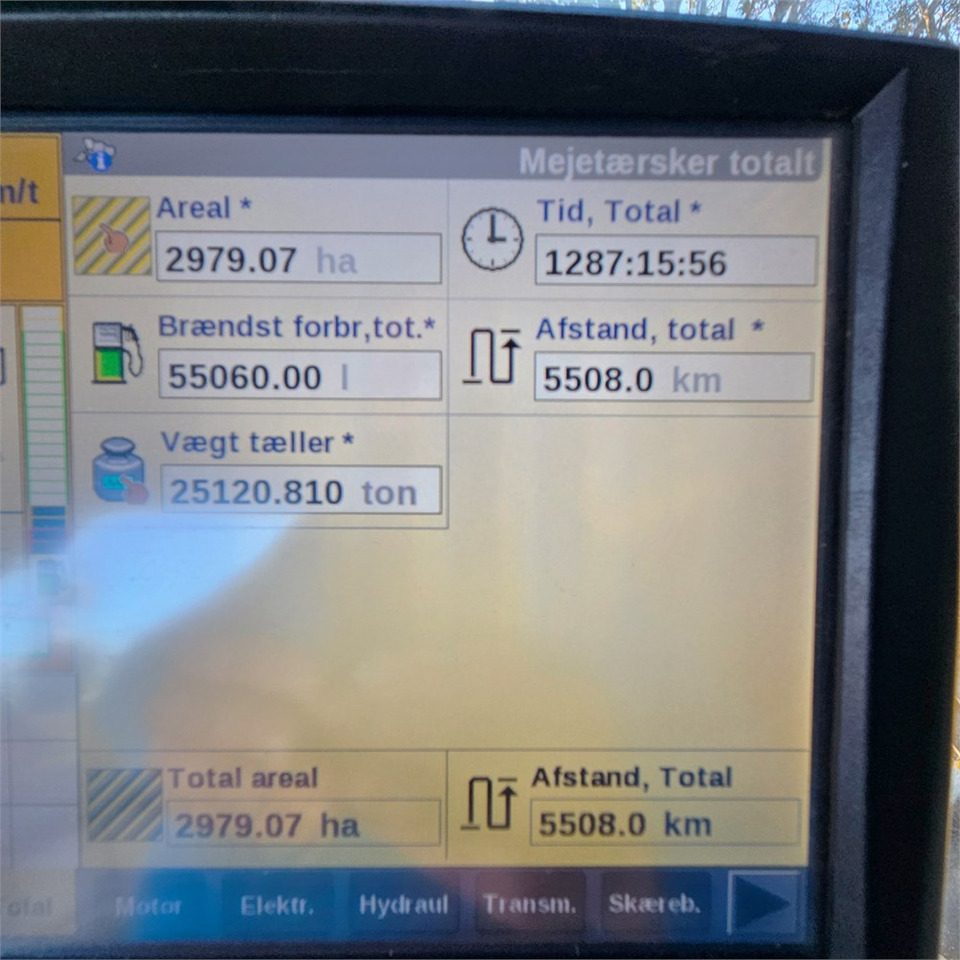 Mejetærsker totalt
n/t
Areal *
2979.07 ha
Tid, Total *
1287:15:56
Brændst forbr,tot.*
55060.00 l
Afstand, total *
5508.0 km
Vægt tæller *
25120.810 ton
Total areal
2979.07 ha
Afstand, Total
5508.0 km
otal
Motor
Elektr.
Hydraul
Transm.
Skæreb.